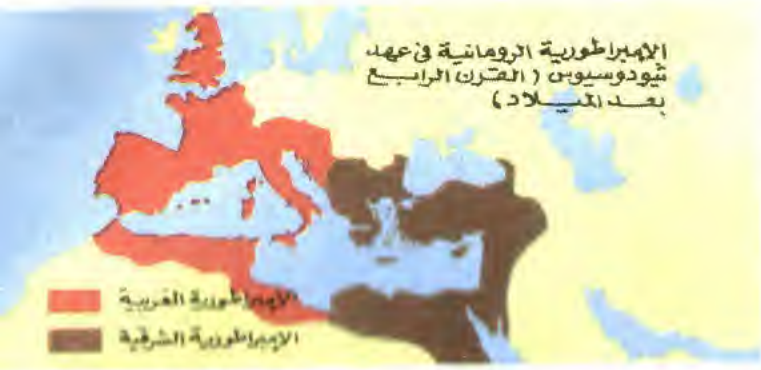 الإمبراطورية الرومانية في عهد
ثيودوسيوس (القرن الرابع
بعد الميلاد)
الإمبراطورية الغربية
الإمبراطورية الشرقية